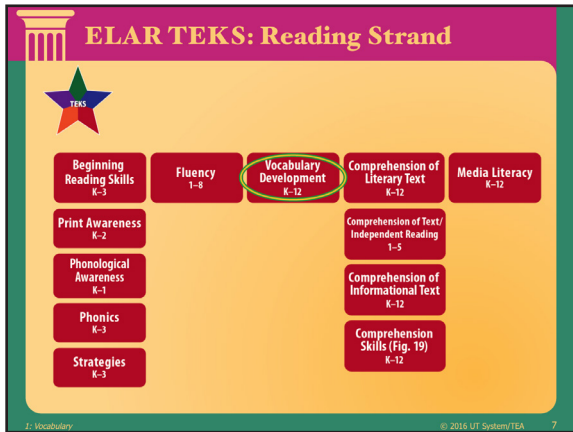 ELAR TEKS: Reading Strand
TEKS
Beginning
Reading Skills
K–3
Fluency
1–8
Vocabulary
Development
K–12
Comprehension of
Literary Text
K–12
Media Literacy
K–12
Print Awareness
K–2
Comprehension of Text/
Independent Reading
1–5
Phonological
Awareness
K–1
Comprehension of
Informational Text
K–12
Phonics
K–3
Comprehension
Skills (Fig. 19)
K–12
Strategies
K–3
1: Vocabulary
© 2016 UT System/TEA
7